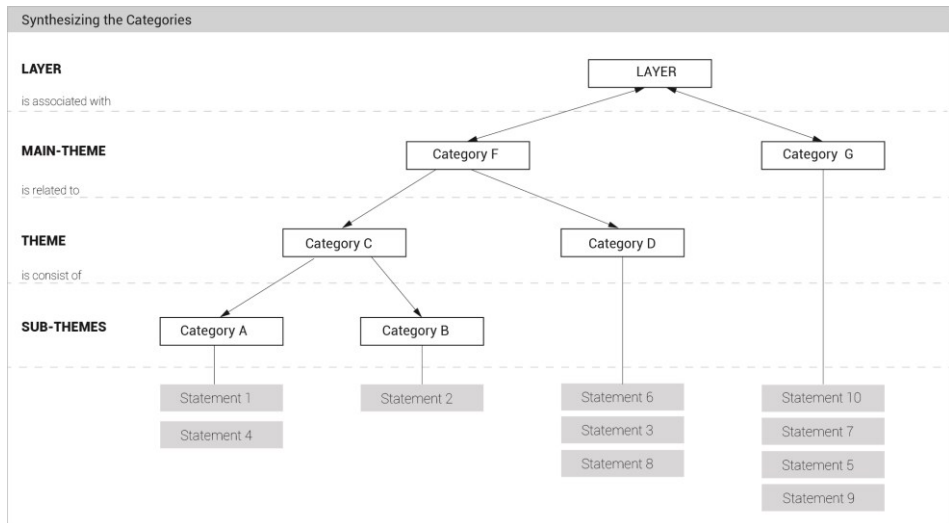 Synthesizing the Categories
LAYER
LAYER
is associated with
MAIN-THEME
Category F
Category G
is related to
THEME
Category C
Category D
is consist of
SUB-THEMES
Category A
Category B
Statement 1
Statement 2
Statement 6
Statement 10
Statement 4
Statement 3
Statement 7
Statement 8
Statement 5
Statement 9